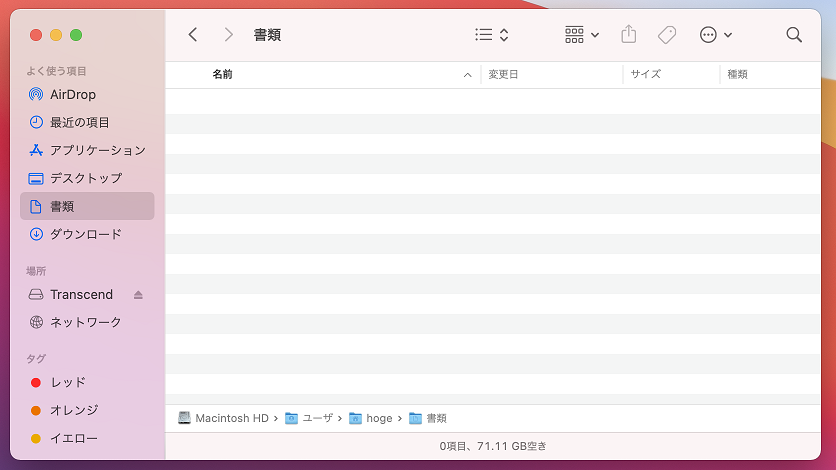 書類
よく使う項目
AirDrop
最近の項目
アプリケーション
デスクトップ
書類
ダウンロード
場所
Transcend
ネットワーク
タグ
レッド
オレンジ
イエロー
名前 変更日 サイズ 種類
Macintosh HD › ユーザ › hoge › 書類
0項目、71.11 GB空き